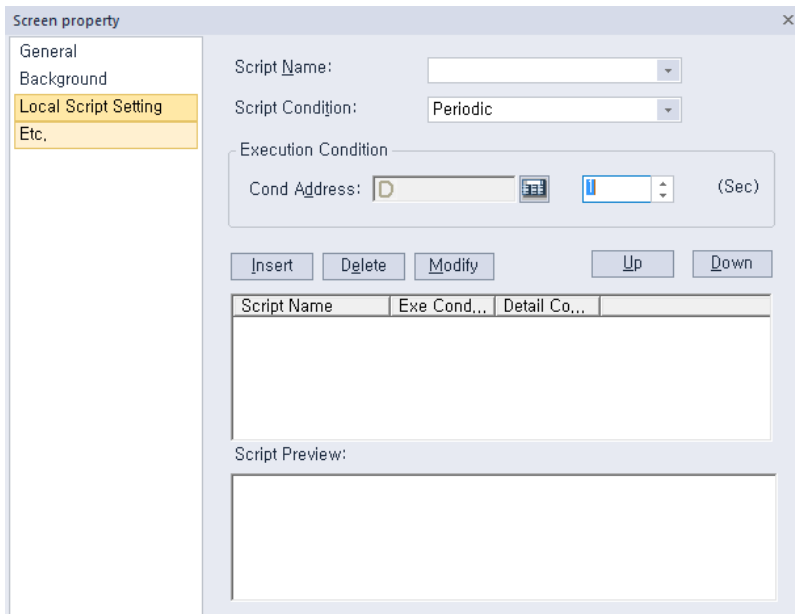 Screen property
General
Background
Local Script Setting
Etc,
Script Name:
Script Condition: Periodic
Execution Condition
Cond Address: D 1 (Sec)
Insert Delete Modify Up Down
Script Name Exe Cond,,, Detail Co,,,
Script Preview: